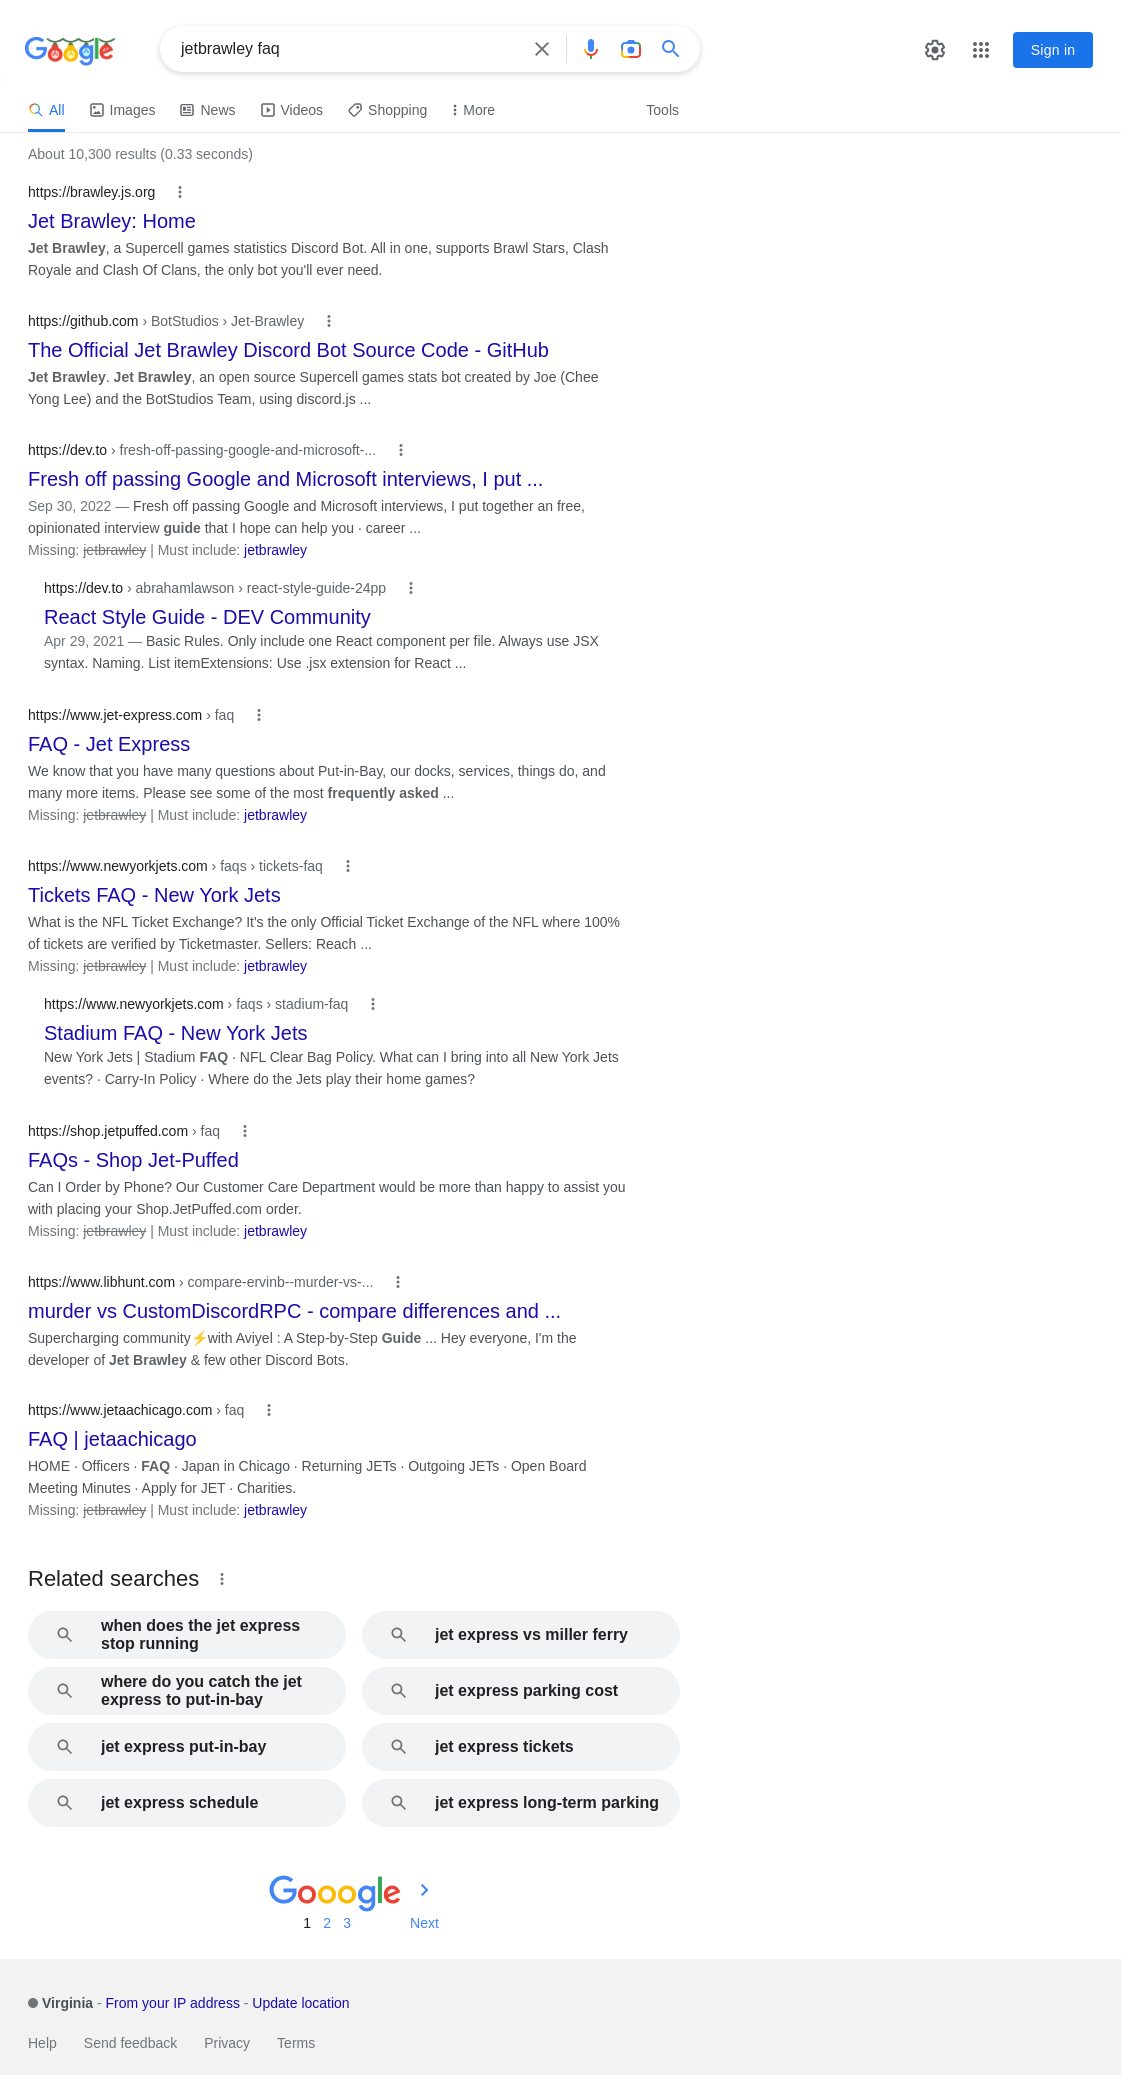 Google
jetbrawley faq
Sign in
All Images News Videos Shopping More Tools
About 10,300 results (0.33 seconds)
https://brawley.js.org
Jet Brawley: Home
Jet Brawley, a Supercell games statistics Discord Bot. All in one, supports Brawl Stars, Clash
Royale and Clash Of Clans, the only bot you'll ever need.
https://github.com › BotStudios › Jet-Brawley
The Official Jet Brawley Discord Bot Source Code - GitHub
Jet Brawley. Jet Brawley, an open source Supercell games stats bot created by Joe (Chee
Yong Lee) and the BotStudios Team, using discord.js ...
https://dev.to › fresh-off-passing-google-and-microsoft-...
Fresh off passing Google and Microsoft interviews, I put ...
Sep 30, 2022 — Fresh off passing Google and Microsoft interviews, I put together an free,
opinionated interview guide that I hope can help you · career ...
Missing: jetbrawley | Must include: jetbrawley
https://dev.to › abrahamlawson › react-style-guide-24pp
React Style Guide - DEV Community
Apr 29, 2021 — Basic Rules. Only include one React component per file. Always use JSX
syntax. Naming. List itemExtensions: Use .jsx extension for React ...
https://www.jet-express.com › faq
FAQ - Jet Express
We know that you have many questions about Put-in-Bay, our docks, services, things do, and
many more items. Please see some of the most frequently asked ...
Missing: jetbrawley | Must include: jetbrawley
https://www.newyorkjets.com › faqs › tickets-faq
Tickets FAQ - New York Jets
What is the NFL Ticket Exchange? It's the only Official Ticket Exchange of the NFL where 100%
of tickets are verified by Ticketmaster. Sellers: Reach ...
Missing: jetbrawley | Must include: jetbrawley
https://www.newyorkjets.com › faqs › stadium-faq
Stadium FAQ - New York Jets
New York Jets | Stadium FAQ · NFL Clear Bag Policy. What can I bring into all New York Jets
events? · Carry-In Policy · Where do the Jets play their home games?
https://shop.jetpuffed.com › faq
FAQs - Shop Jet-Puffed
Can I Order by Phone? Our Customer Care Department would be more than happy to assist you
with placing your Shop.JetPuffed.com order.
Missing: jetbrawley | Must include: jetbrawley
https://www.libhunt.com › compare-ervinb--murder-vs-...
murder vs CustomDiscordRPC - compare differences and ...
Supercharging community⚡with Aviyel : A Step-by-Step Guide ... Hey everyone, I'm the
developer of Jet Brawley & few other Discord Bots.
https://www.jetaachicago.com › faq
FAQ | jetaachicago
HOME · Officers · FAQ · Japan in Chicago · Returning JETs · Outgoing JETs · Open Board
Meeting Minutes · Apply for JET · Charities.
Missing: jetbrawley | Must include: jetbrawley
Related searches
when does the jet express
stop running
jet express vs miller ferry
where do you catch the jet
express to put-in-bay
jet express parking cost
jet express put-in-bay
jet express tickets
jet express schedule
jet express long-term parking
Gooogle
1 2 3 Next
Virginia - From your IP address - Update location
Help Send feedback Privacy Terms